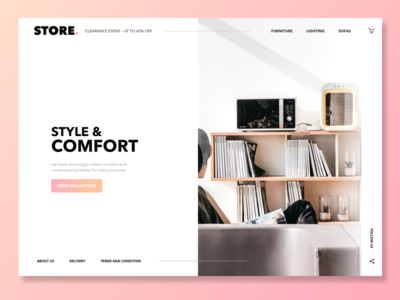 STORE.
CLEARANCE EVENT - UP TO 60% OFF
FURNITURE
LIGHTING
SOFAS
STYLE &
COMFORT
we have stunningly crafted modern and
contemporary tables for every purpose.
VIEW COLLECTION
FOLLOW US
ABOUT US
DELIVERY
TERMS AND CONDITION